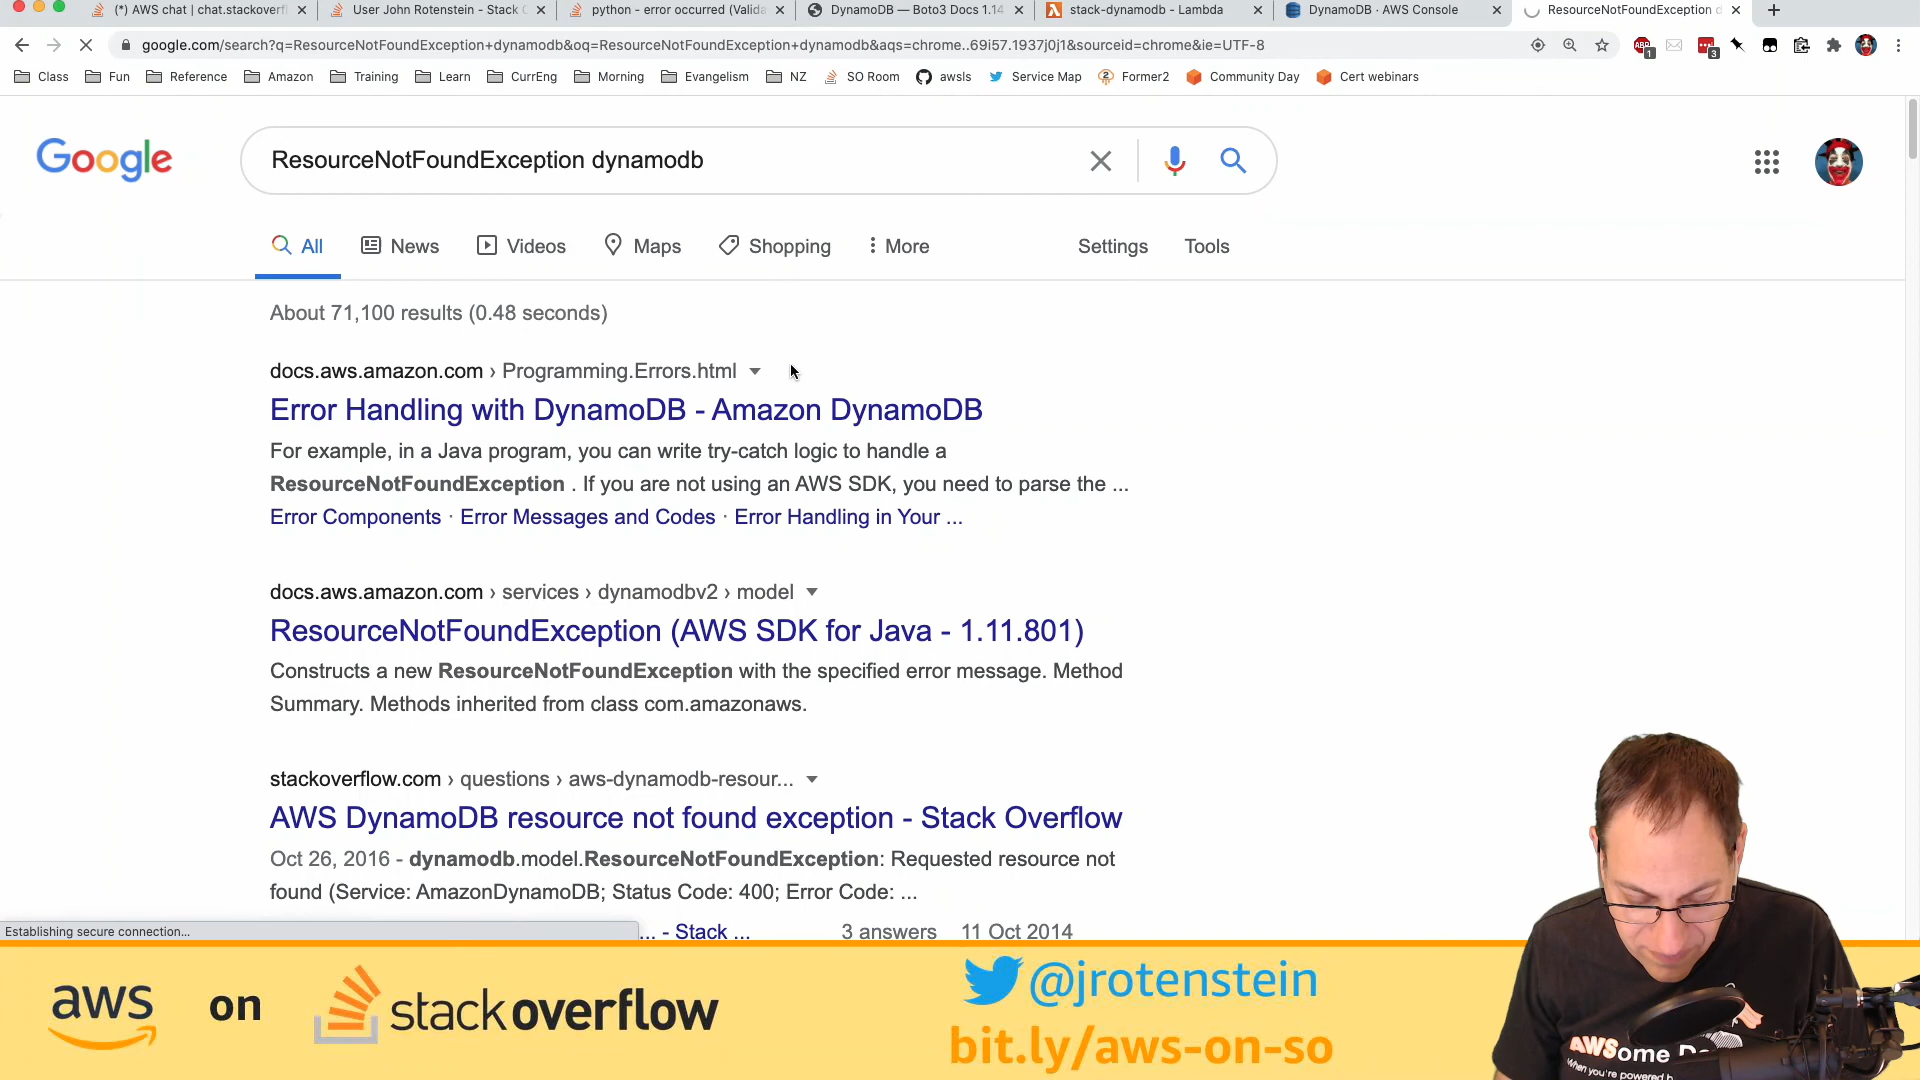 (*) AWS chat | chat.stackoverfl
User John Rotenstein - Stack O
python - error occurred (Valida
DynamoDB — Boto3 Docs 1.14
stack-dynamodb - Lambda
DynamoDB · AWS Console
ResourceNotFoundException d
google.com/search?q=ResourceNotFoundException+dynamodb&oq=ResourceNotFoundException+dynamodb&aqs=chrome..69i57.1937j0j1&sourceid=chrome&ie=UTF-8
ABP 1 3
Class Fun Reference Amazon Training Learn CurrEng Morning Evangelism NZ SO Room awsls Service Map Former2 Community Day Cert webinars
Google
ResourceNotFoundException dynamodb
All News Videos Maps Shopping More Settings Tools
About 71,100 results (0.48 seconds)
docs.aws.amazon.com › Programming.Errors.html
Error Handling with DynamoDB - Amazon DynamoDB
For example, in a Java program, you can write try-catch logic to handle a
ResourceNotFoundException . If you are not using an AWS SDK, you need to parse the ...
Error Components · Error Messages and Codes · Error Handling in Your ...
docs.aws.amazon.com › services › dynamodbv2 › model
ResourceNotFoundException (AWS SDK for Java - 1.11.801)
Constructs a new ResourceNotFoundException with the specified error message. Method
Summary. Methods inherited from class com.amazonaws.
stackoverflow.com › questions › aws-dynamodb-resour...
AWS DynamoDB resource not found exception - Stack Overflow
Oct 26, 2016 - dynamodb.model.ResourceNotFoundException: Requested resource not
found (Service: AmazonDynamoDB; Status Code: 400; Error Code: ...
... - Stack ... 3 answers 11 Oct 2014
Establishing secure connection...
aws on stackoverflow
@jrotenstein
bit.ly/aws-on-so
AWSome Da
When you're powered b